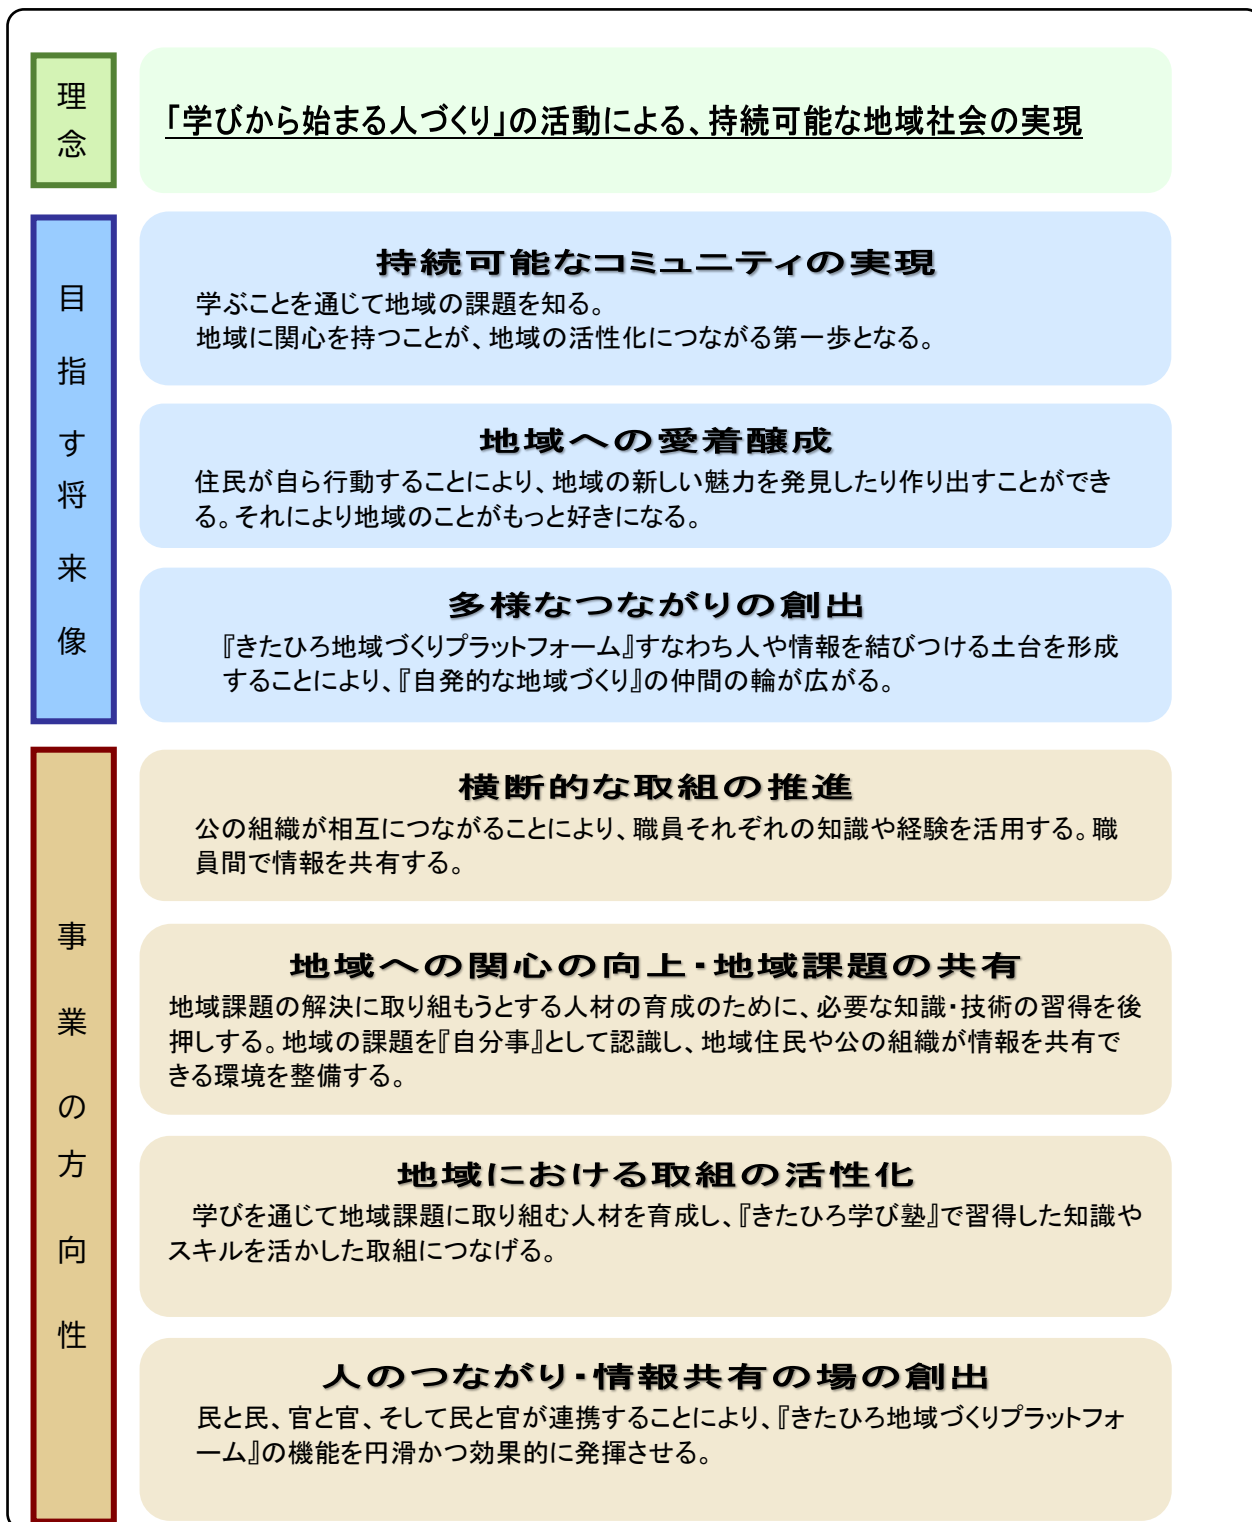 理念
「学びから始まる人づくり」の活動による、持続可能な地域社会の実現
目指す将来像
持続可能なコミュニティの実現
学ぶことを通じて地域の課題を知る。
地域に関心を持つことが、地域の活性化につながる第一歩となる。
地域への愛着醸成
住民が自ら行動することにより、地域の新しい魅力を発見したり作り出すことができ
る。それにより地域のことがもっと好きになる。
多様なつながりの創出
『きたひろ地域づくりプラットフォーム』すなわち人や情報を結びつける土台を形成
することにより、『自発的な地域づくり』の仲間の輪が広がる。
事業の方向性
横断的な取組の推進
公の組織が相互につながることにより、職員それぞれの知識や経験を活用する。職
員間で情報を共有する。
地域への関心の向上・地域課題の共有
地域課題の解決に取り組もうとする人材の育成のために、必要な知識・技術の習得を後
押しする。地域の課題を『自分事』として認識し、地域住民や公の組織が情報を共有で
きる環境を整備する。
地域における取組の活性化
学びを通じて地域課題に取り組む人材を育成し、『きたひろ学び塾』で習得した知識や
スキルを活かした取組につなげる。
人のつながり・情報共有の場の創出
民と民、官と官、そして民と官が連携することにより、『きたひろ地域づくりプラットフォ
ーム』の機能を円滑かつ効果的に発揮させる。